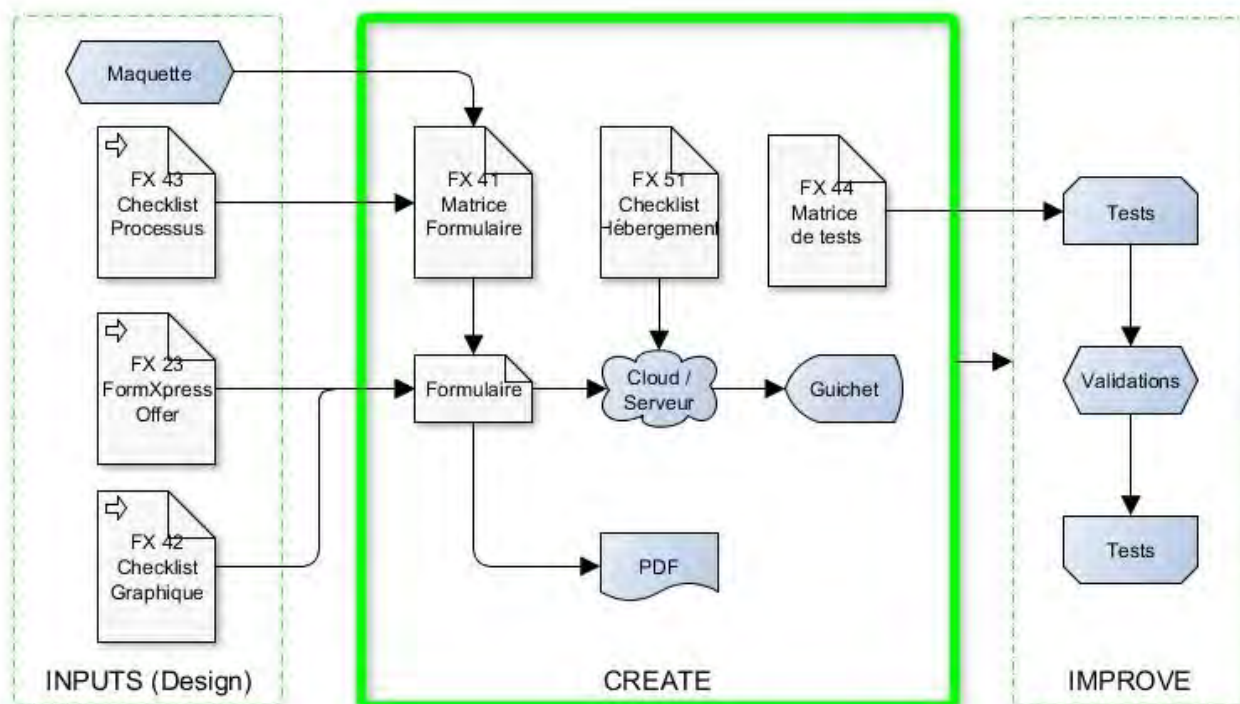 Maquette
FX 43
Checklist
Processus
FX 23
FormXpress
Offer
FX 42
Checklist
Graphique
INPUTS (Design)
FX 41
Matrice
Formulaire
FX 51
Checklist
Hébergement
FX 44
Matrice
de tests
Formulaire
Cloud /
Serveur
Guichet
PDF
CREATE
Tests
Validations
Tests
IMPROVE